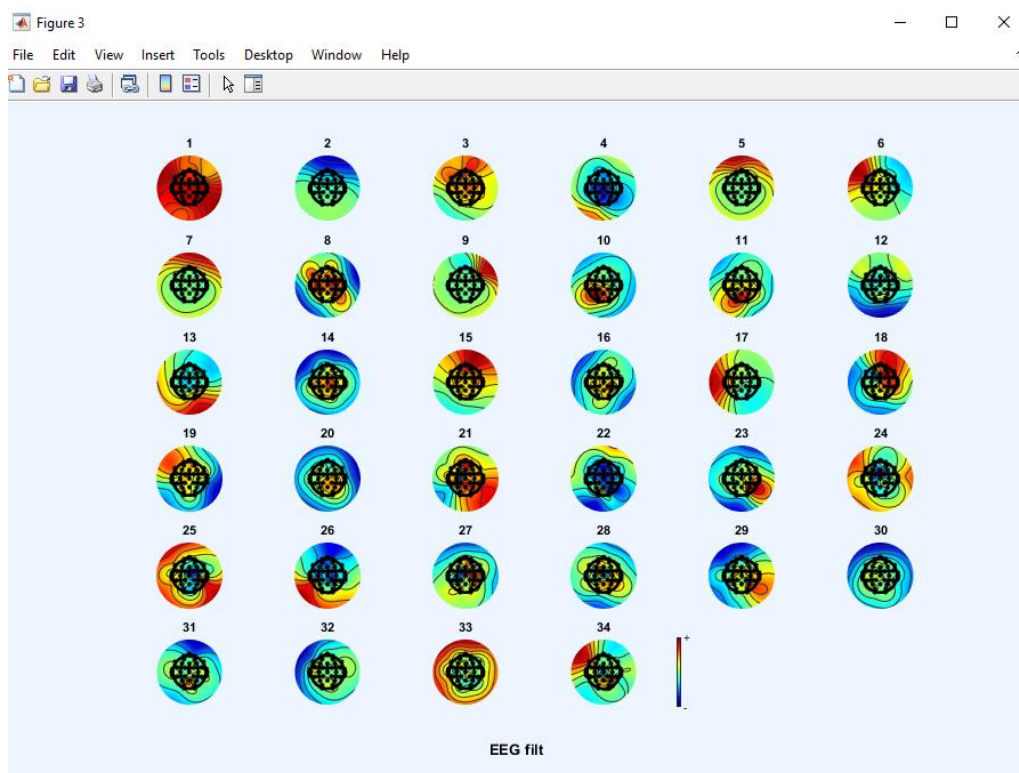 Figure 3
File Edit View Insert Tools Desktop Window Help
1 2 3 4 5 6
7 8 9 10 11 12
13 14 15 16 17 18
19 20 21 22 23 24
25 26 27 28 29 30
31 32 33 34
+
-
EEG filt